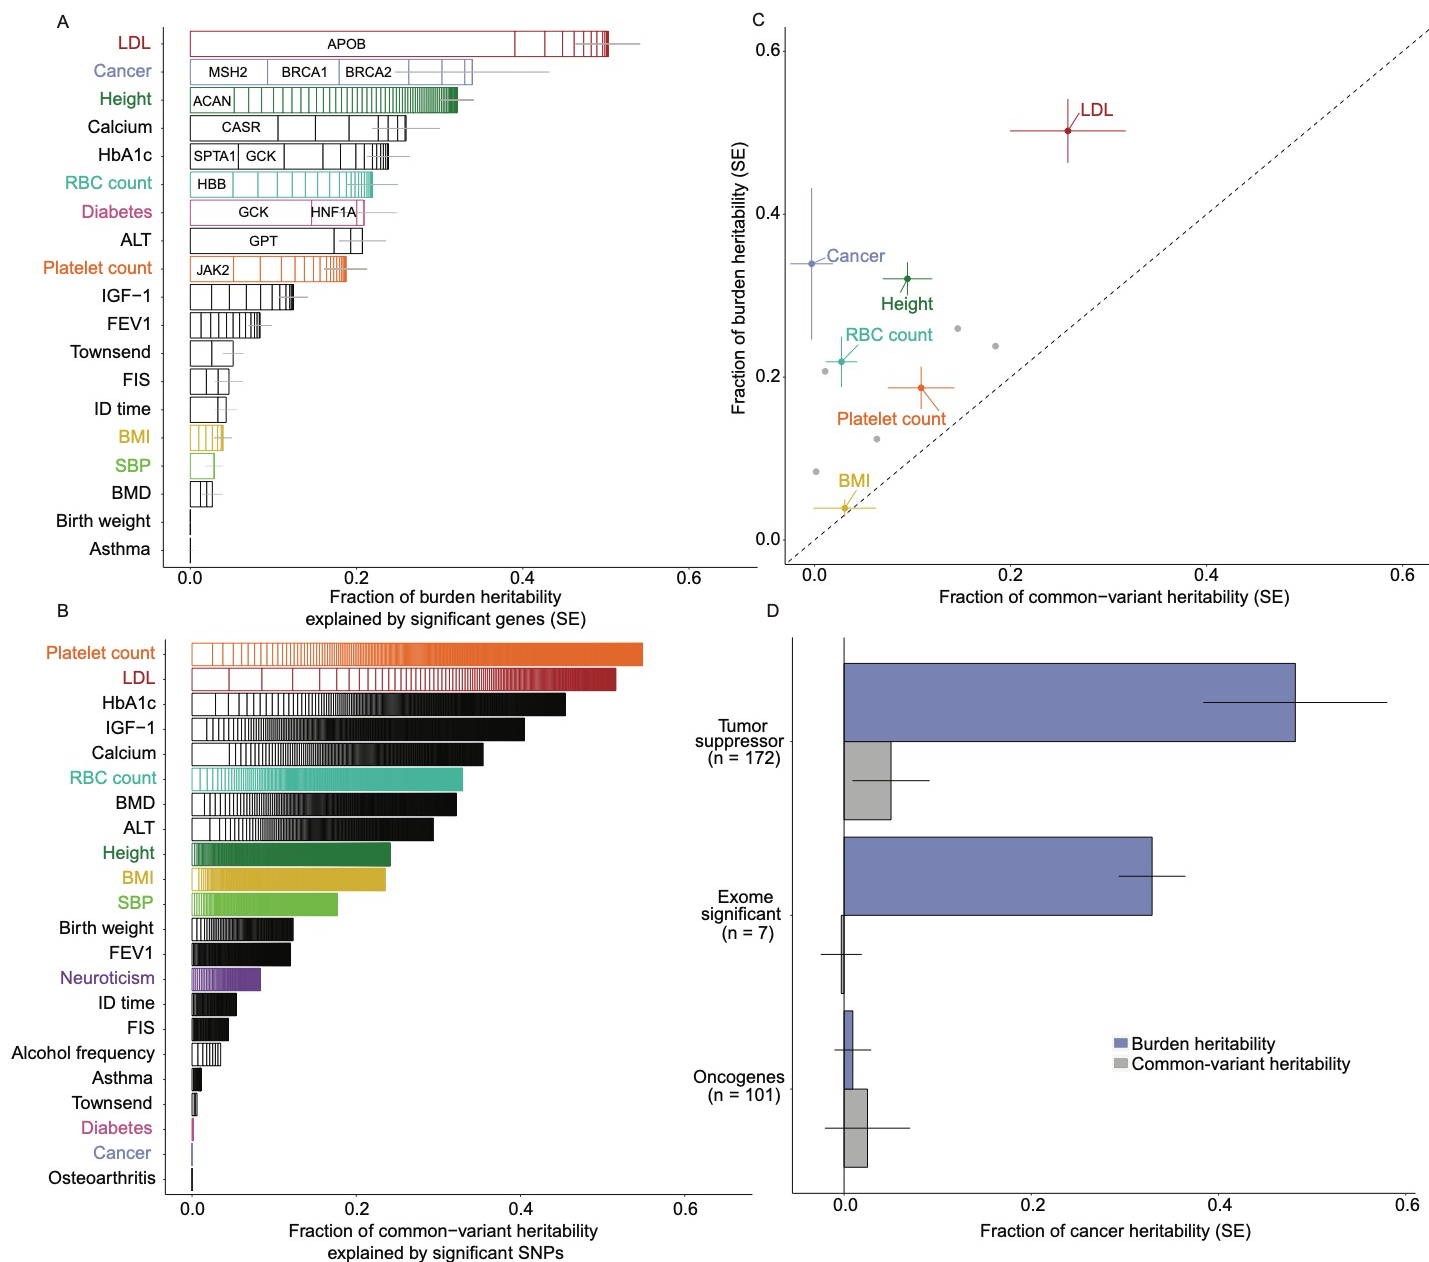 A
LDL
APOB
Cancer
MSH2 BRCA1 BRCA2
Height
ACAN
Calcium
CASR
HbA1c
SPTA1 GCK
RBC count
HBB
Diabetes
GCK HNF1A
ALT
GPT
Platelet count
JAK2
IGF−1
FEV1
Townsend
FIS
ID time
BMI
SBP
BMD
Birth weight
Asthma
0.0 0.2 0.4 0.6
Fraction of burden heritability
explained by significant genes (SE)
C
Fraction of burden heritability (SE)
0.6
0.4
0.2
0.0
LDL
Cancer
Height
RBC count
Platelet count
BMI
0.0 0.2 0.4 0.6
Fraction of common−variant heritability (SE)
B
Platelet count
LDL
HbA1c
IGF−1
Calcium
RBC count
BMD
ALT
Height
BMI
SBP
Birth weight
FEV1
Neuroticism
ID time
FIS
Alcohol frequency
Asthma
Townsend
Diabetes
Cancer
Osteoarthritis
0.0 0.2 0.4 0.6
Fraction of common−variant heritability
explained by significant SNPs
D
Tumor
suppressor
(n = 172)
Exome
significant
(n = 7)
Oncogenes
(n = 101)
Burden heritability
Common-variant heritability
0.0 0.2 0.4 0.6
Fraction of cancer heritability (SE)